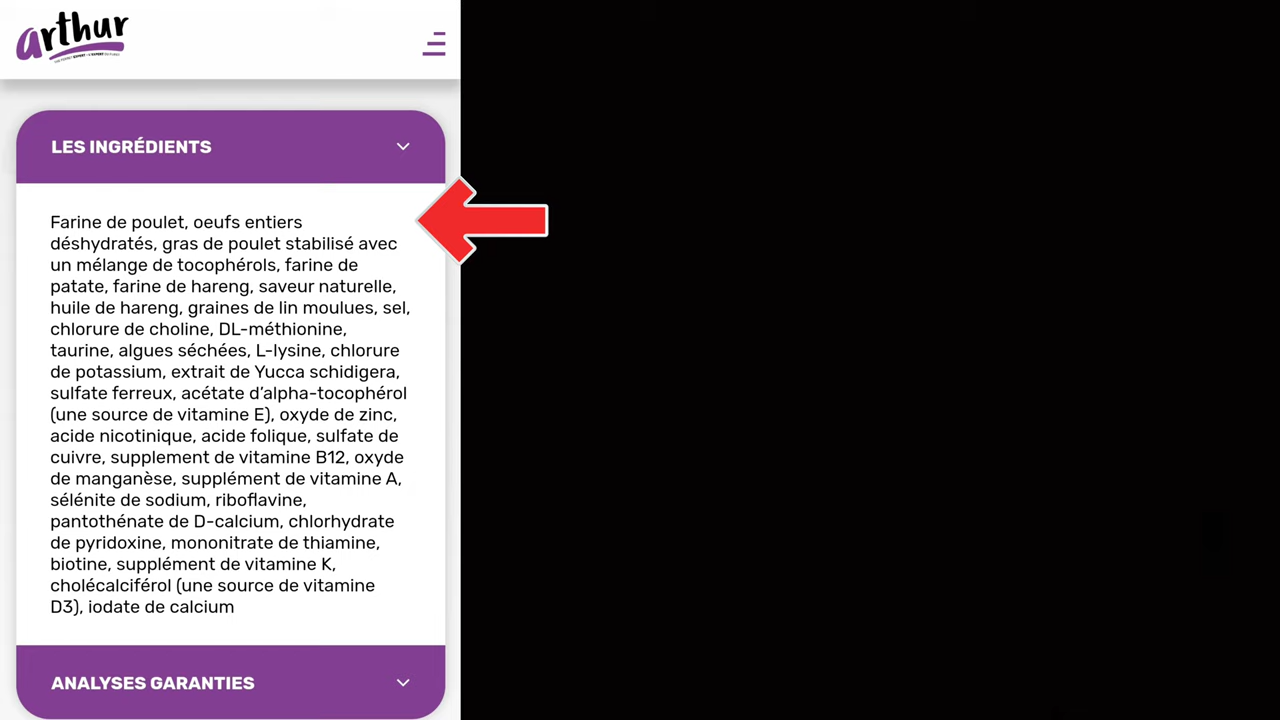 arthur
LES INGRÉDIENTS
Farine de poulet, oeufs entiers
déshydratés, gras de poulet stabilisé avec
un mélange de tocophérols, farine de
patate, farine de hareng, saveur naturelle,
huile de hareng, graines de lin moulues, sel,
chlorure de choline, DL-méthionine,
taurine, algues séchées, L-lysine, chlorure
de potassium, extrait de Yucca schidigera,
sulfate ferreux, acétate d’alpha-tocophérol
(une source de vitamine E), oxyde de zinc,
acide nicotinique, acide folique, sulfate de
cuivre, supplement de vitamine B12, oxyde
de manganèse, supplément de vitamine A,
sélénite de sodium, riboflavine,
pantothénate de D-calcium, chlorhydrate
de pyridoxine, mononitrate de thiamine,
biotine, supplément de vitamine K,
cholécalciférol (une source de vitamine
D3), iodate de calcium
ANALYSES GARANTIES